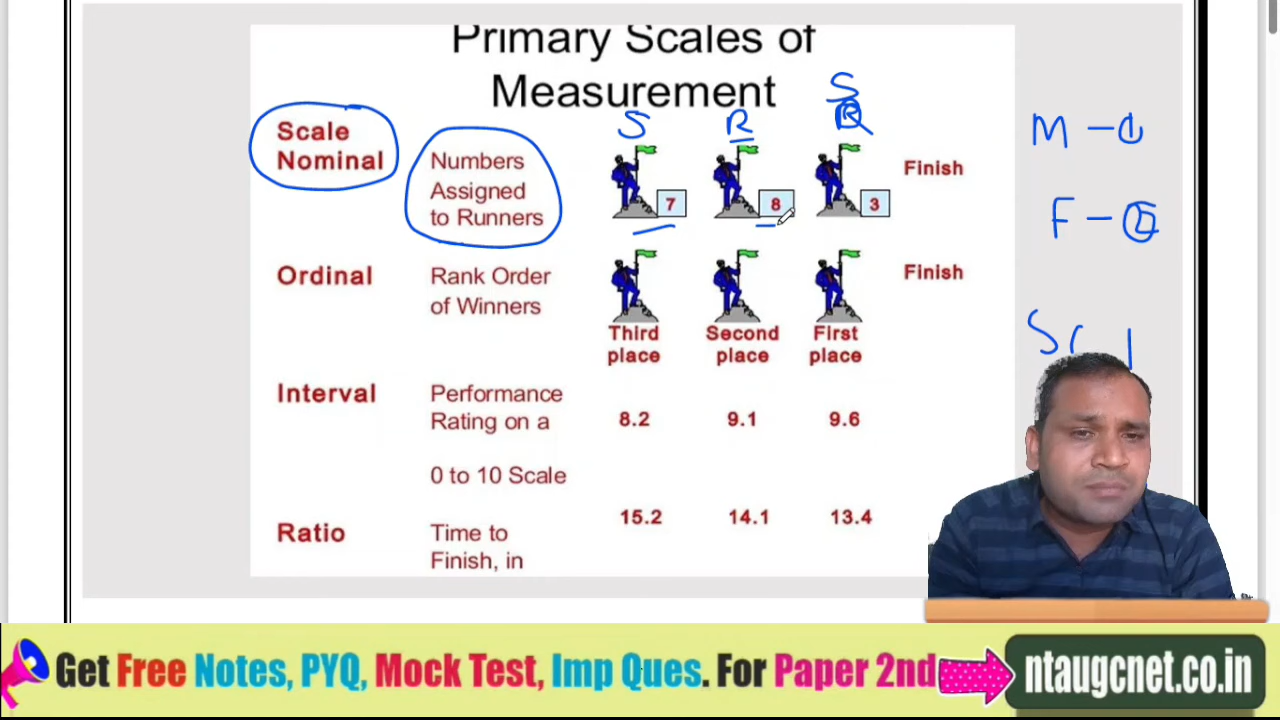 Primary Scales of
Measurement
Scale
Nominal
Numbers
Assigned
to Runners
S
R
S
R
7
8
3
Finish
M - 1
F - 2
Ordinal
Rank Order
of Winners
Third
place
Second
place
First
place
Finish
Interval
Performance
Rating on a
0 to 10 Scale
8.2
9.1
9.6
Ratio
Time to
Finish, in
15.2
14.1
13.4
Get Free Notes, PYQ, Mock Test, Imp Ques. For Paper 2nd
ntaugcnet.co.in